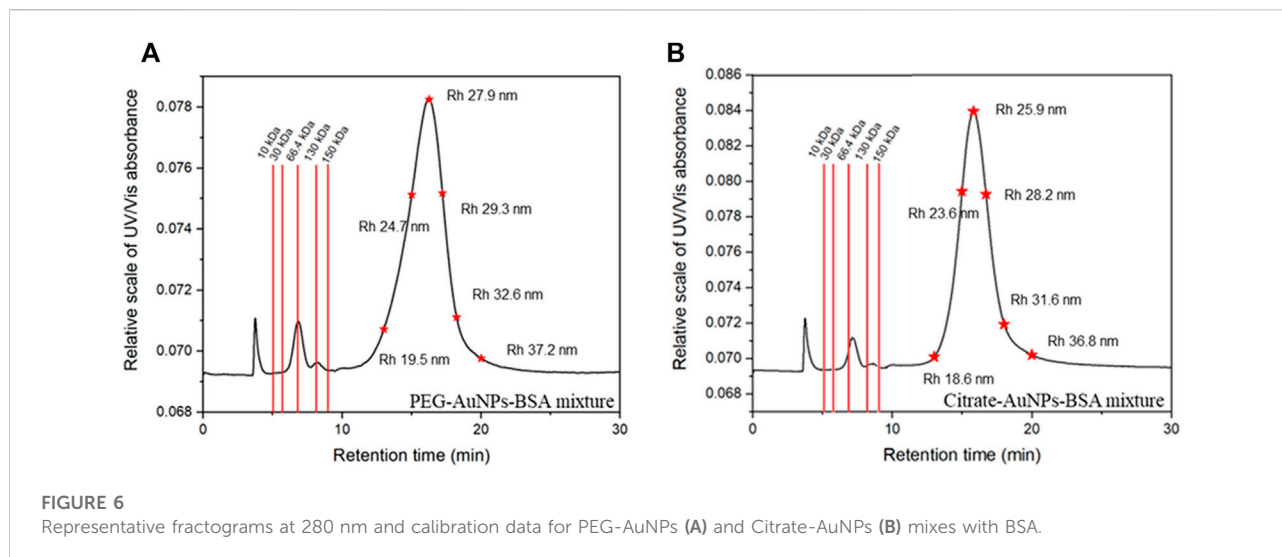 A
Relative scale of UV/Vis absorbance
0.078
0.076
0.074
0.072
0.070
0.068
10 kDa
30 kDa
66.4 kDa
130 kDa
150 kDa
Rh 27.9 nm
Rh 24.7 nm
Rh 29.3 nm
Rh 32.6 nm
Rh 19.5 nm
Rh 37.2 nm
PEG-AuNPs-BSA mixture
0 10 20 30
Retention time (min)
B
Relative scale of UV/Vis absorbance
0.086
0.084
0.082
0.080
0.078
0.076
0.074
0.072
0.070
0.068
10 kDa
30 kDa
66.4 kDa
130 kDa
150 kDa
Rh 25.9 nm
Rh 23.6 nm
Rh 28.2 nm
Rh 31.6 nm
Rh 36.8 nm
Rh 18.6 nm
Citrate-AuNPs-BSA mixture
0 10 20 30
Retention time (min)
FIGURE 6
Representative fractograms at 280 nm and calibration data for PEG-AuNPs (A) and Citrate-AuNPs (B) mixes with BSA.